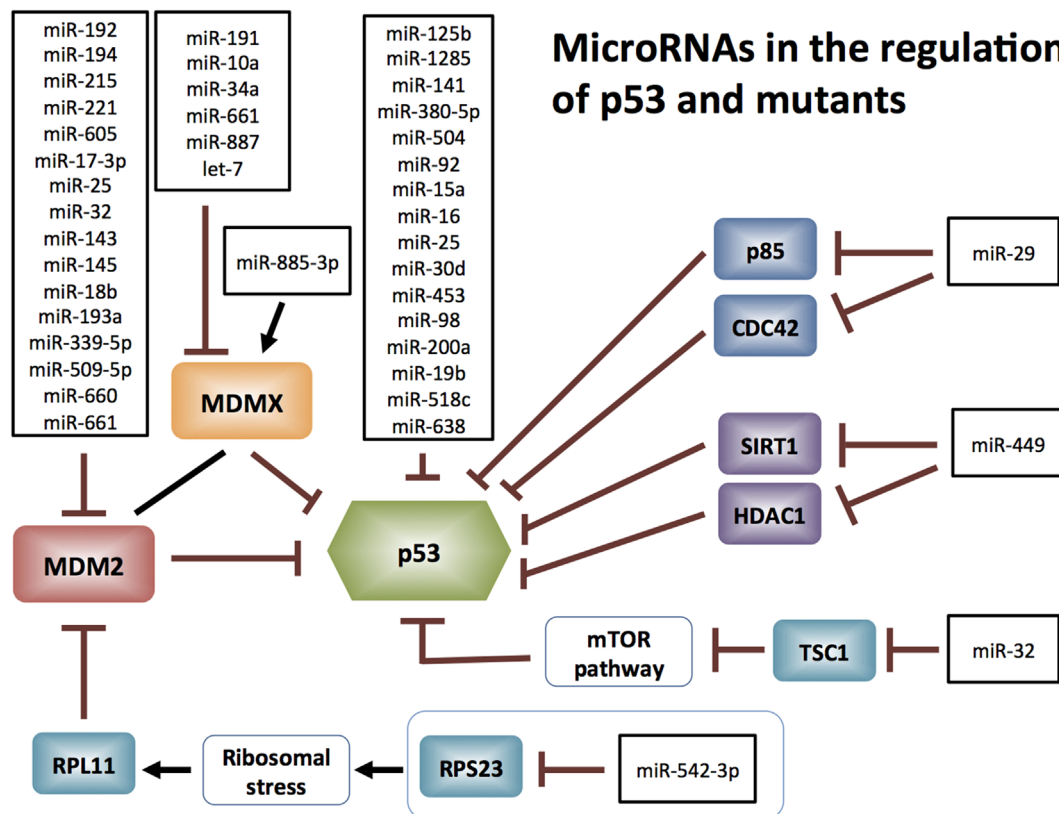 MicroRNAs in the regulation
of p53 and mutants
miR-192
miR-194
miR-215
miR-221
miR-605
miR-17-3p
miR-25
miR-32
miR-143
miR-145
miR-18b
miR-193a
miR-339-5p
miR-509-5p
miR-660
miR-661
miR-191
miR-10a
miR-34a
miR-661
miR-887
let-7
miR-885-3p
miR-125b
miR-1285
miR-141
miR-380-5p
miR-504
miR-92
miR-15a
miR-16
miR-25
miR-30d
miR-453
miR-98
miR-200a
miR-19b
miR-518c
miR-638
p85
miR-29
CDC42
MDMX
SIRT1
miR-449
HDAC1
MDM2
p53
mTOR
pathway
TSC1
miR-32
RPL11
Ribosomal
stress
RPS23
miR-542-3p